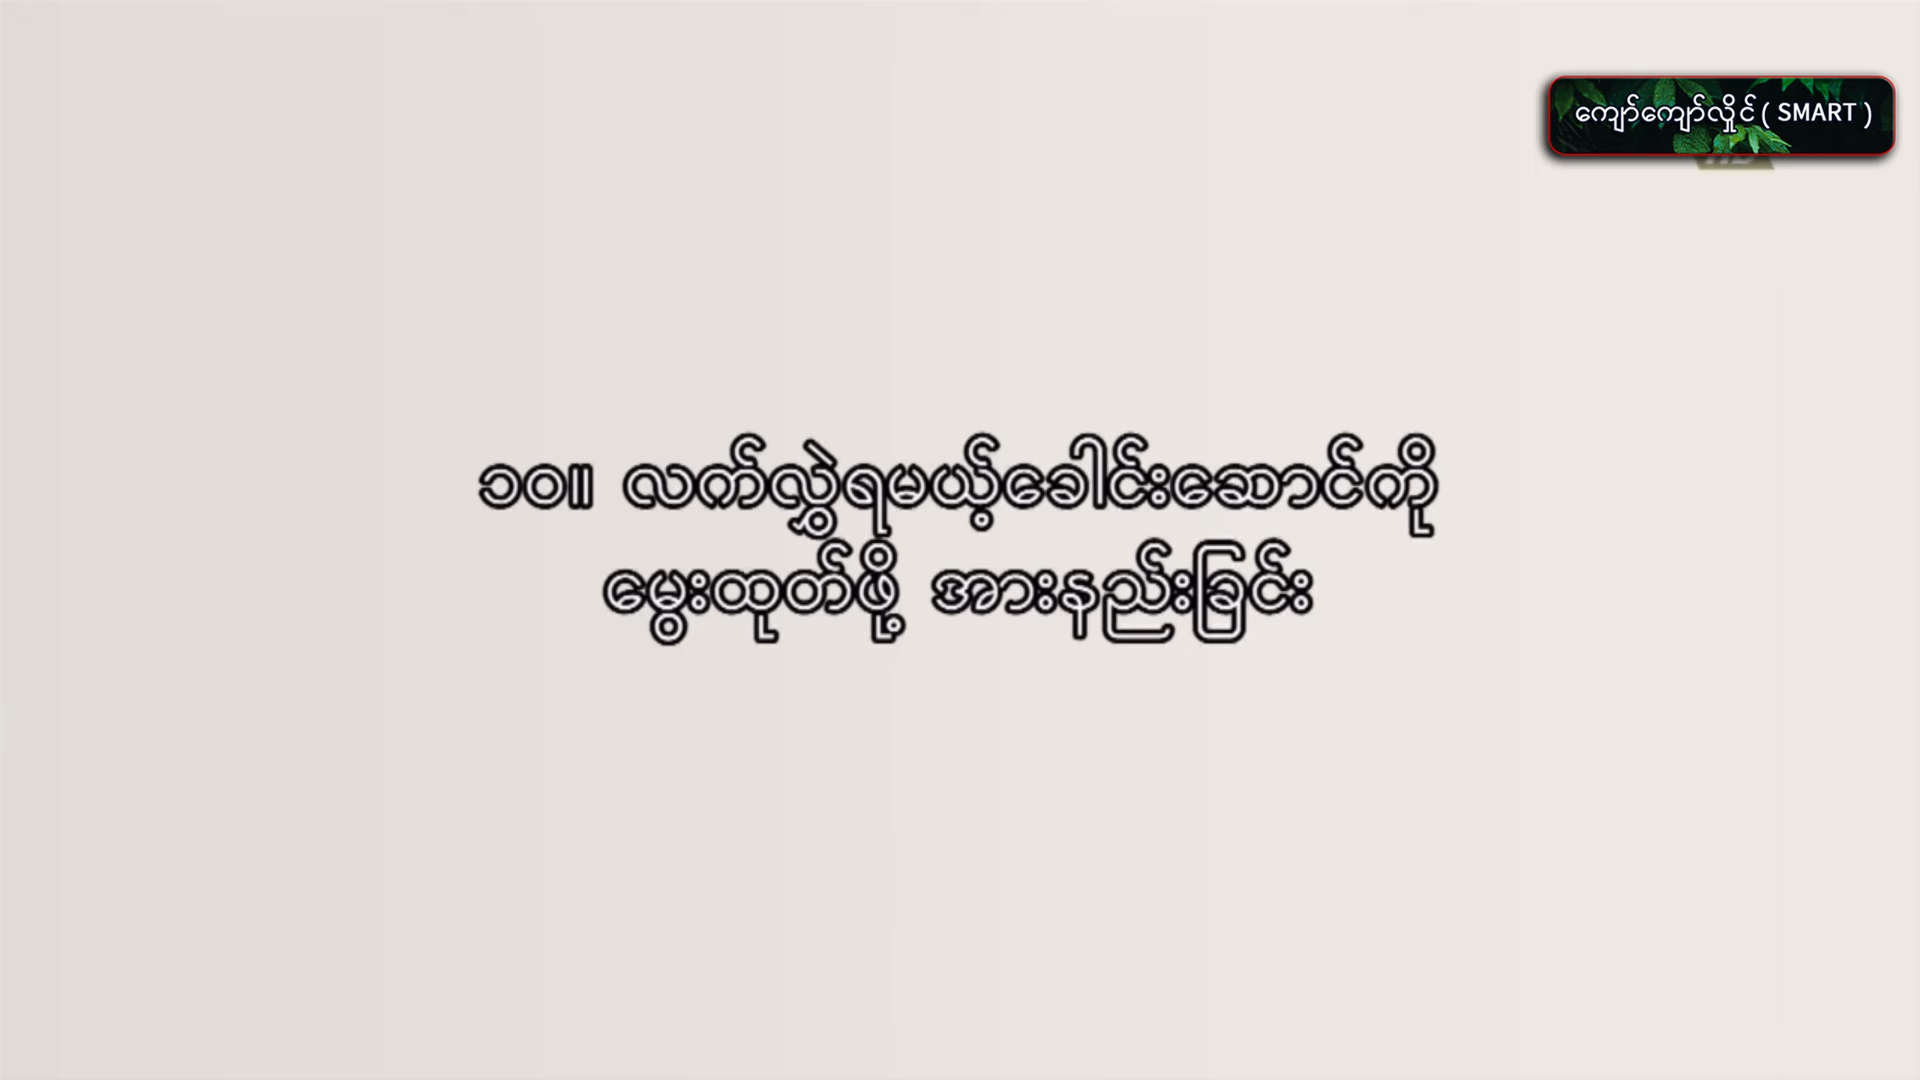 ကျော်ကျော်လှိုင် ( SMART )
၁၀။ လက်လွှဲရမယ့်ခေါင်းဆောင်ကို
မွေးထုတ်ဖို့ အားနည်းခြင်း